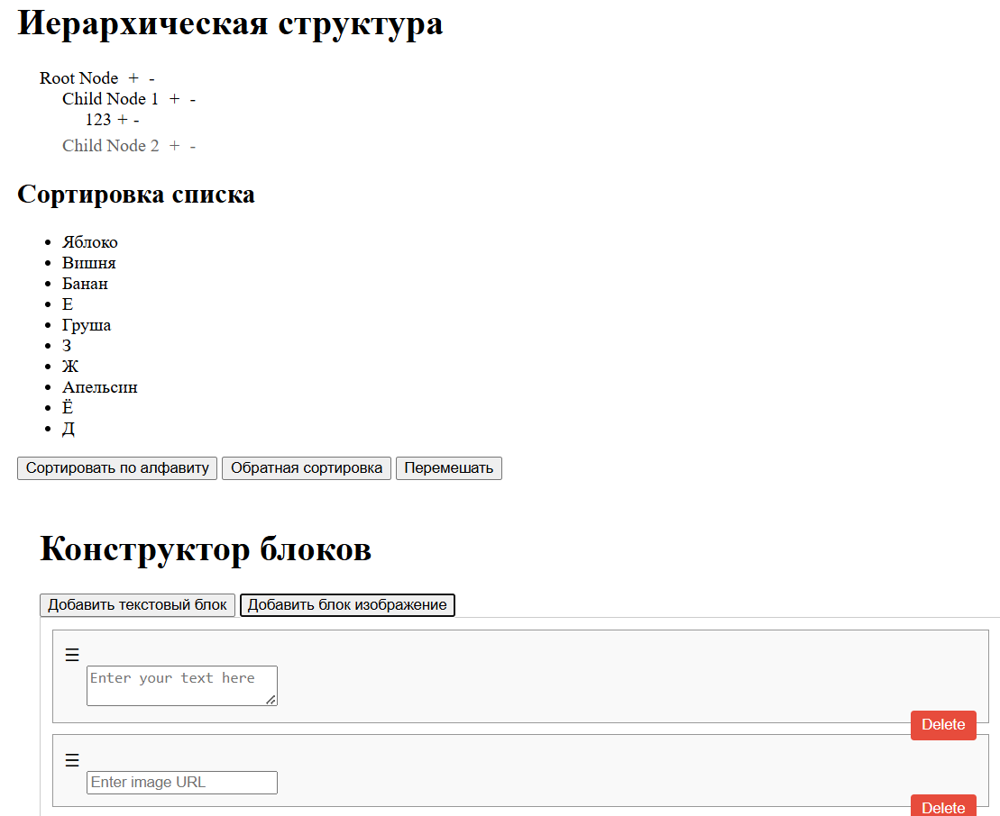 Иерархическая структура
Root Node + -
Child Node 1 + -
123 + -
Child Node 2 + -
Сортировка списка
• Яблоко
• Вишня
• Банан
• Е
• Груша
• З
• Ж
• Апельсин
• Ё
• Д
Сортировать по алфавиту Обратная сортировка Перемешать
Конструктор блоков
Добавить текстовый блок Добавить блок изображение
☰
Enter your text here
Delete
☰
Enter image URL
Delete